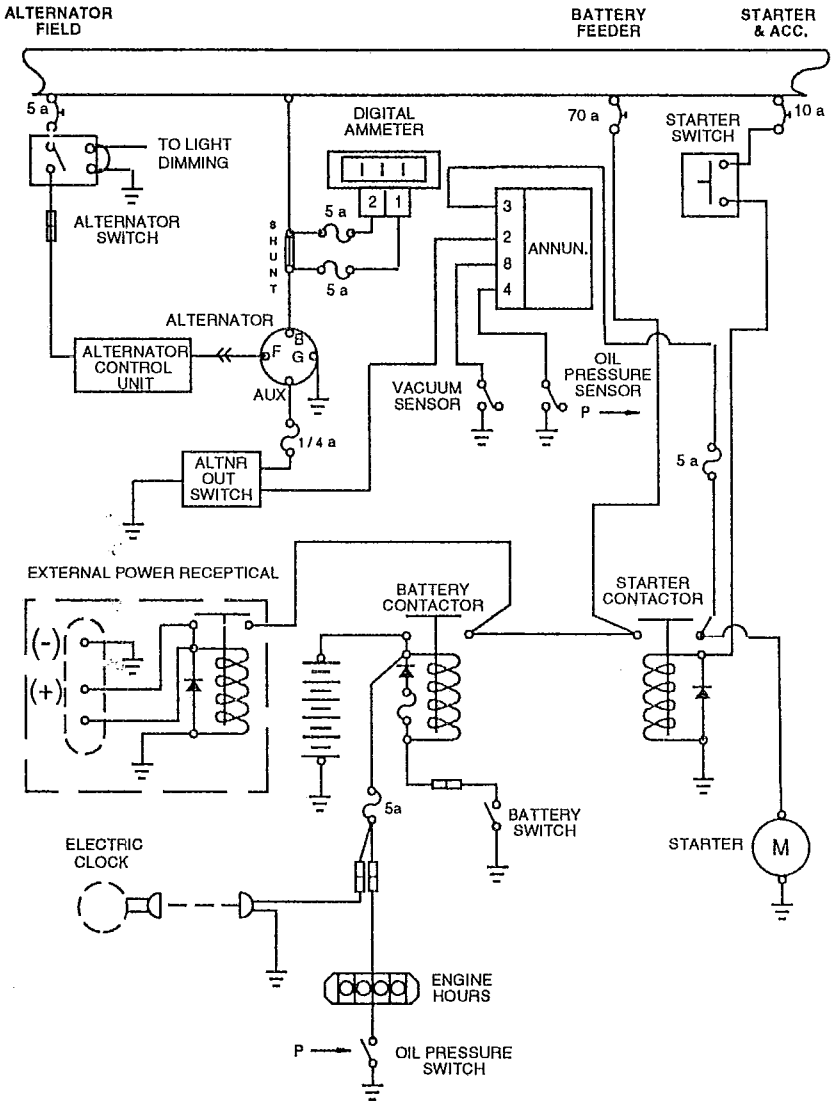 ALTERNATOR
FIELD
BATTERY
FEEDER
STARTER
& ACC.
5 a
70 a
10 a
DIGITAL
AMMETER
STARTER
SWITCH
TO LIGHT
DIMMING
2 1
3
2
8
4
ANNUN.
ALTERNATOR
SWITCH
5 a
5 a
SHUNT
ALTERNATOR
B
F
G
AUX
ALTERNATOR
CONTROL
UNIT
1/4 a
VACUUM
SENSOR
OIL
PRESSURE
SENSOR
P
5 a
ALTNR
OUT
SWITCH
EXTERNAL POWER RECEPTICAL
(-)
(+)
BATTERY
CONTACTOR
STARTER
CONTACTOR
5a
BATTERY
SWITCH
STARTER
M
ELECTRIC
CLOCK
ENGINE
HOURS
P
OIL PRESSURE
SWITCH